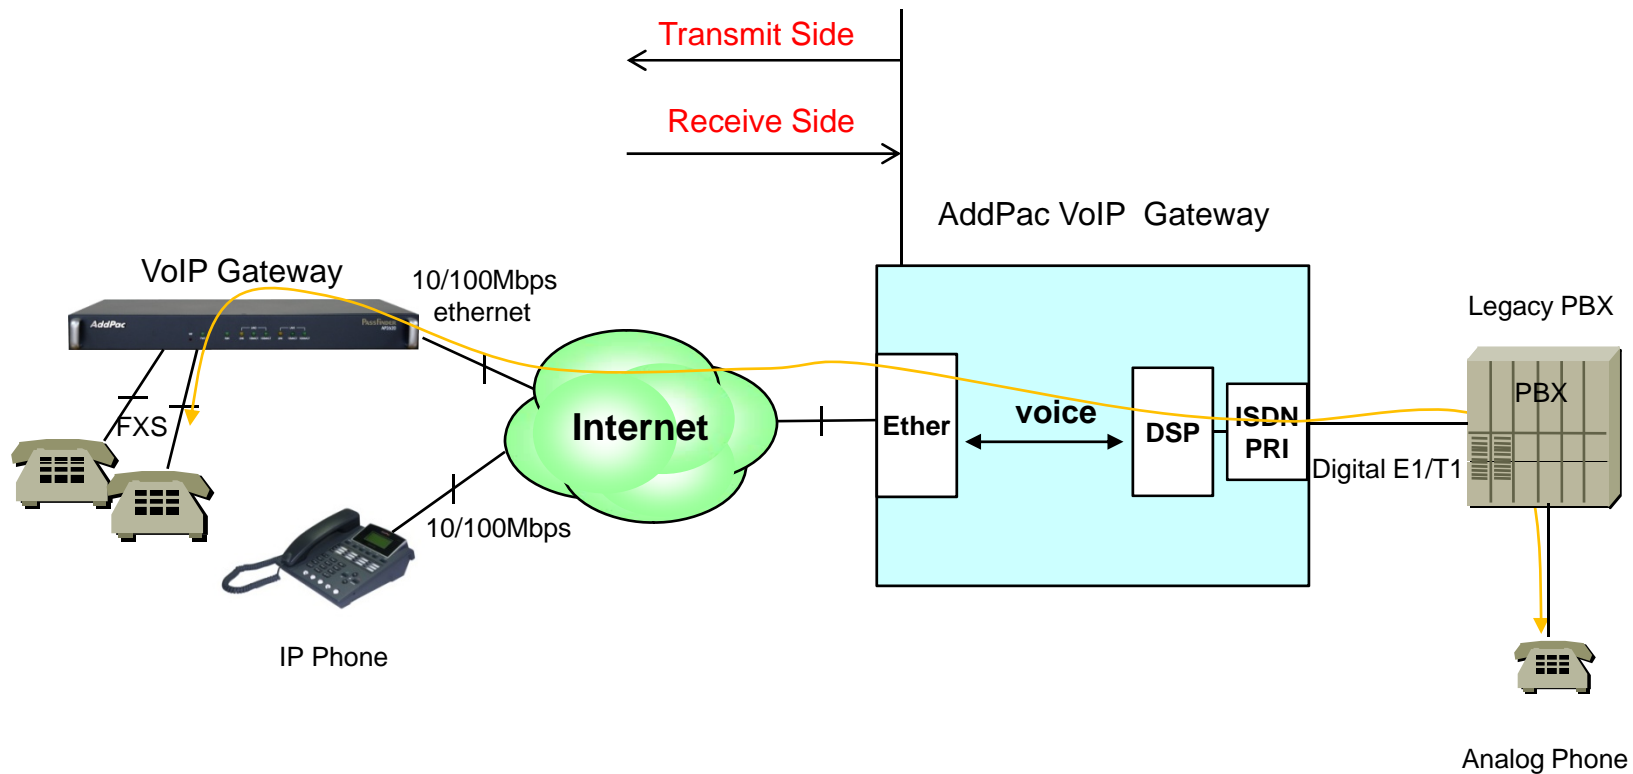 Transmit Side
Receive Side
AddPac VoIP Gateway
VoIP Gateway
10/100Mbps
ethernet
AddPac
Legacy PBX
PBX
FXS
Internet
Ether
voice
DSP
ISDN
PRI
Digital E1/T1
10/100Mbps
IP Phone
Analog Phone